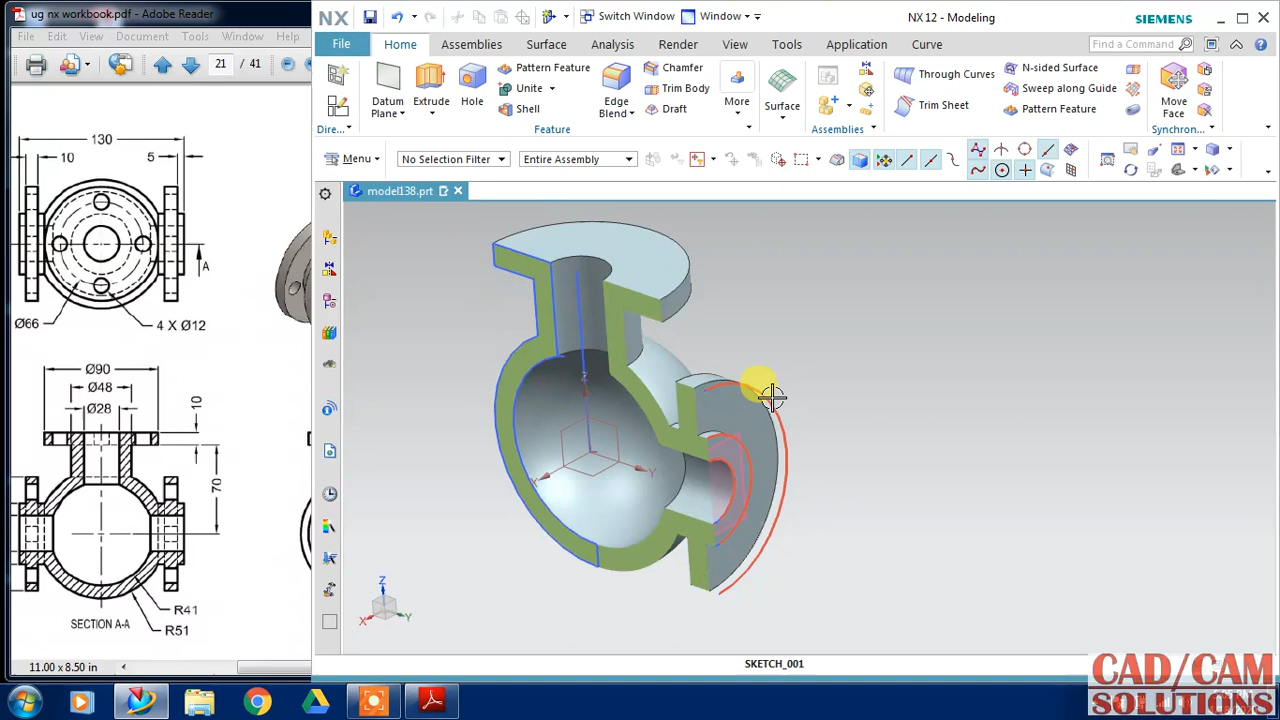 ug nx workbook.pdf - Adobe Reader
File Edit View Document Tools Window Help
21 / 41
130
10
5
A
Ø66
4 X Ø12
Ø90
Ø48
Ø28
10
70
R41
SECTION A-A
R51
11.00 x 8.50 in
NX
Switch Window
Window
NX 12 - Modeling
SIEMENS
File Home Assemblies Surface Analysis Render View Tools Application Curve
Find a Command
Dire...
Datum Plane
Extrude
Hole
Pattern Feature
Unite
Shell
Edge Blend
Chamfer
Trim Body
Draft
More
Feature
Surface
Assemblies
Through Curves
Trim Sheet
N-sided Surface
Sweep along Guide
Pattern Feature
Move Face
Synchro...
Menu
No Selection Filter
Entire Assembly
model138.prt
Z
X
Y
Z
X
Y
SKETCH_001
CAD/CAM
SOLUTIONS